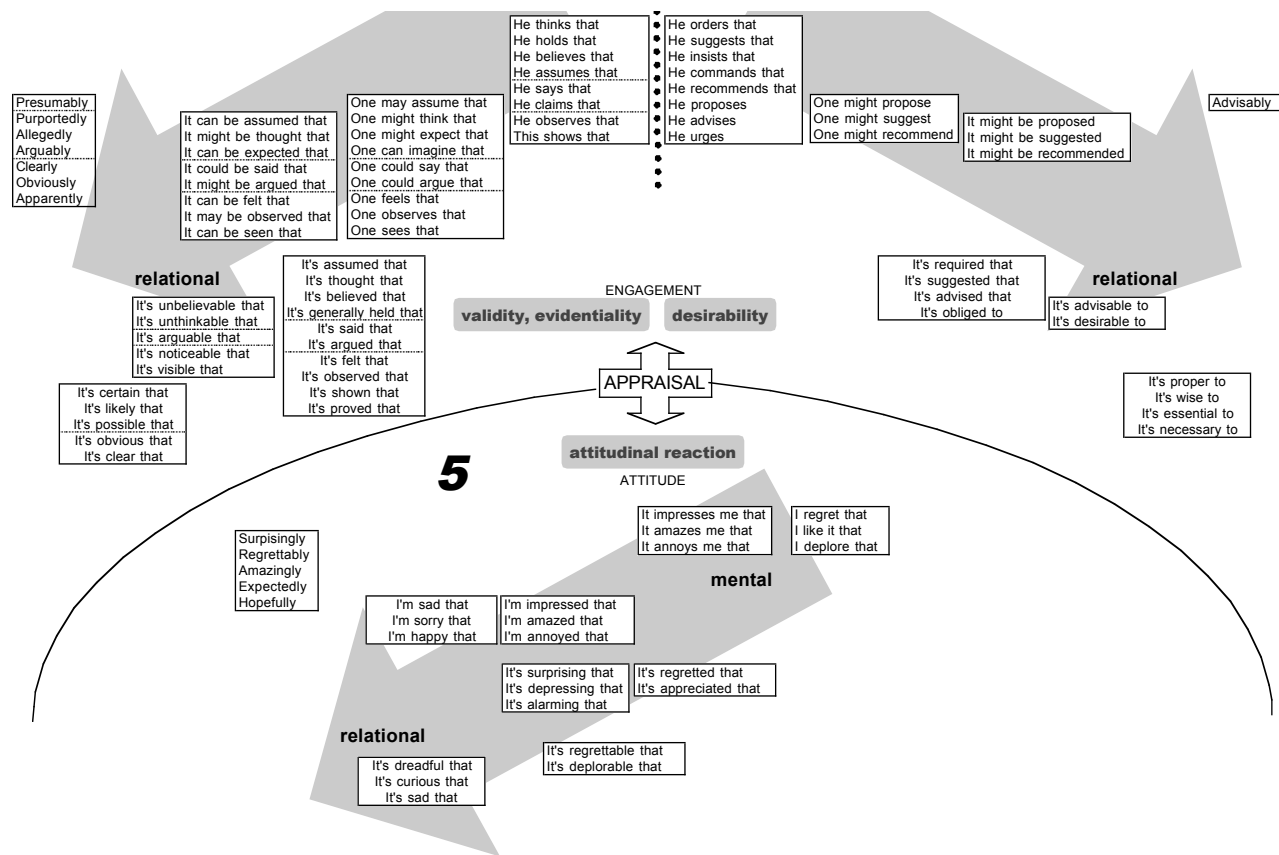 He thinks that
He holds that
He believes that
He assumes that
He says that
He claims that
He observes that
This shows that
He orders that
He suggests that
He insists that
He commands that
He recommends that
He proposes
He advises
He urges
Presumably
Purportedly
Allegedly
Arguably
Clearly
Obviously
Apparently
It can be assumed that
It might be thought that
It can be expected that
It could be said that
It might be argued that
It can be felt that
It may be observed that
It can be seen that
One may assume that
One might think that
One might expect that
One can imagine that
One could say that
One could argue that
One feels that
One observes that
One sees that
One might propose
One might suggest
One might recommend
It might be proposed
It might be suggested
It might be recommended
Advisably
relational
It's unbelievable that
It's unthinkable that
It's arguable that
It's noticeable that
It's visible that
It's assumed that
It's thought that
It's believed that
It's generally held that
It's said that
It's argued that
It's felt that
It's observed that
It's shown that
It's proved that
It's certain that
It's likely that
It's possible that
It's obvious that
It's clear that
ENGAGEMENT
validity, evidentiality
desirability
APPRAISAL
attitudinal reaction
ATTITUDE
It's required that
It's suggested that
It's advised that
It's obliged to
relational
It's advisable to
It's desirable to
It's proper to
It's wise to
It's essential to
It's necessary to
5
Surpisingly
Regrettably
Amazingly
Expectedly
Hopefully
It impresses me that
It amazes me that
It annoys me that
I regret that
I like it that
I deplore that
mental
I'm sad that
I'm sorry that
I'm happy that
I'm impressed that
I'm amazed that
I'm annoyed that
It's surprising that
It's depressing that
It's alarming that
It's regretted that
It's appreciated that
relational
It's dreadful that
It's curious that
It's sad that
It's regrettable that
It's deplorable that